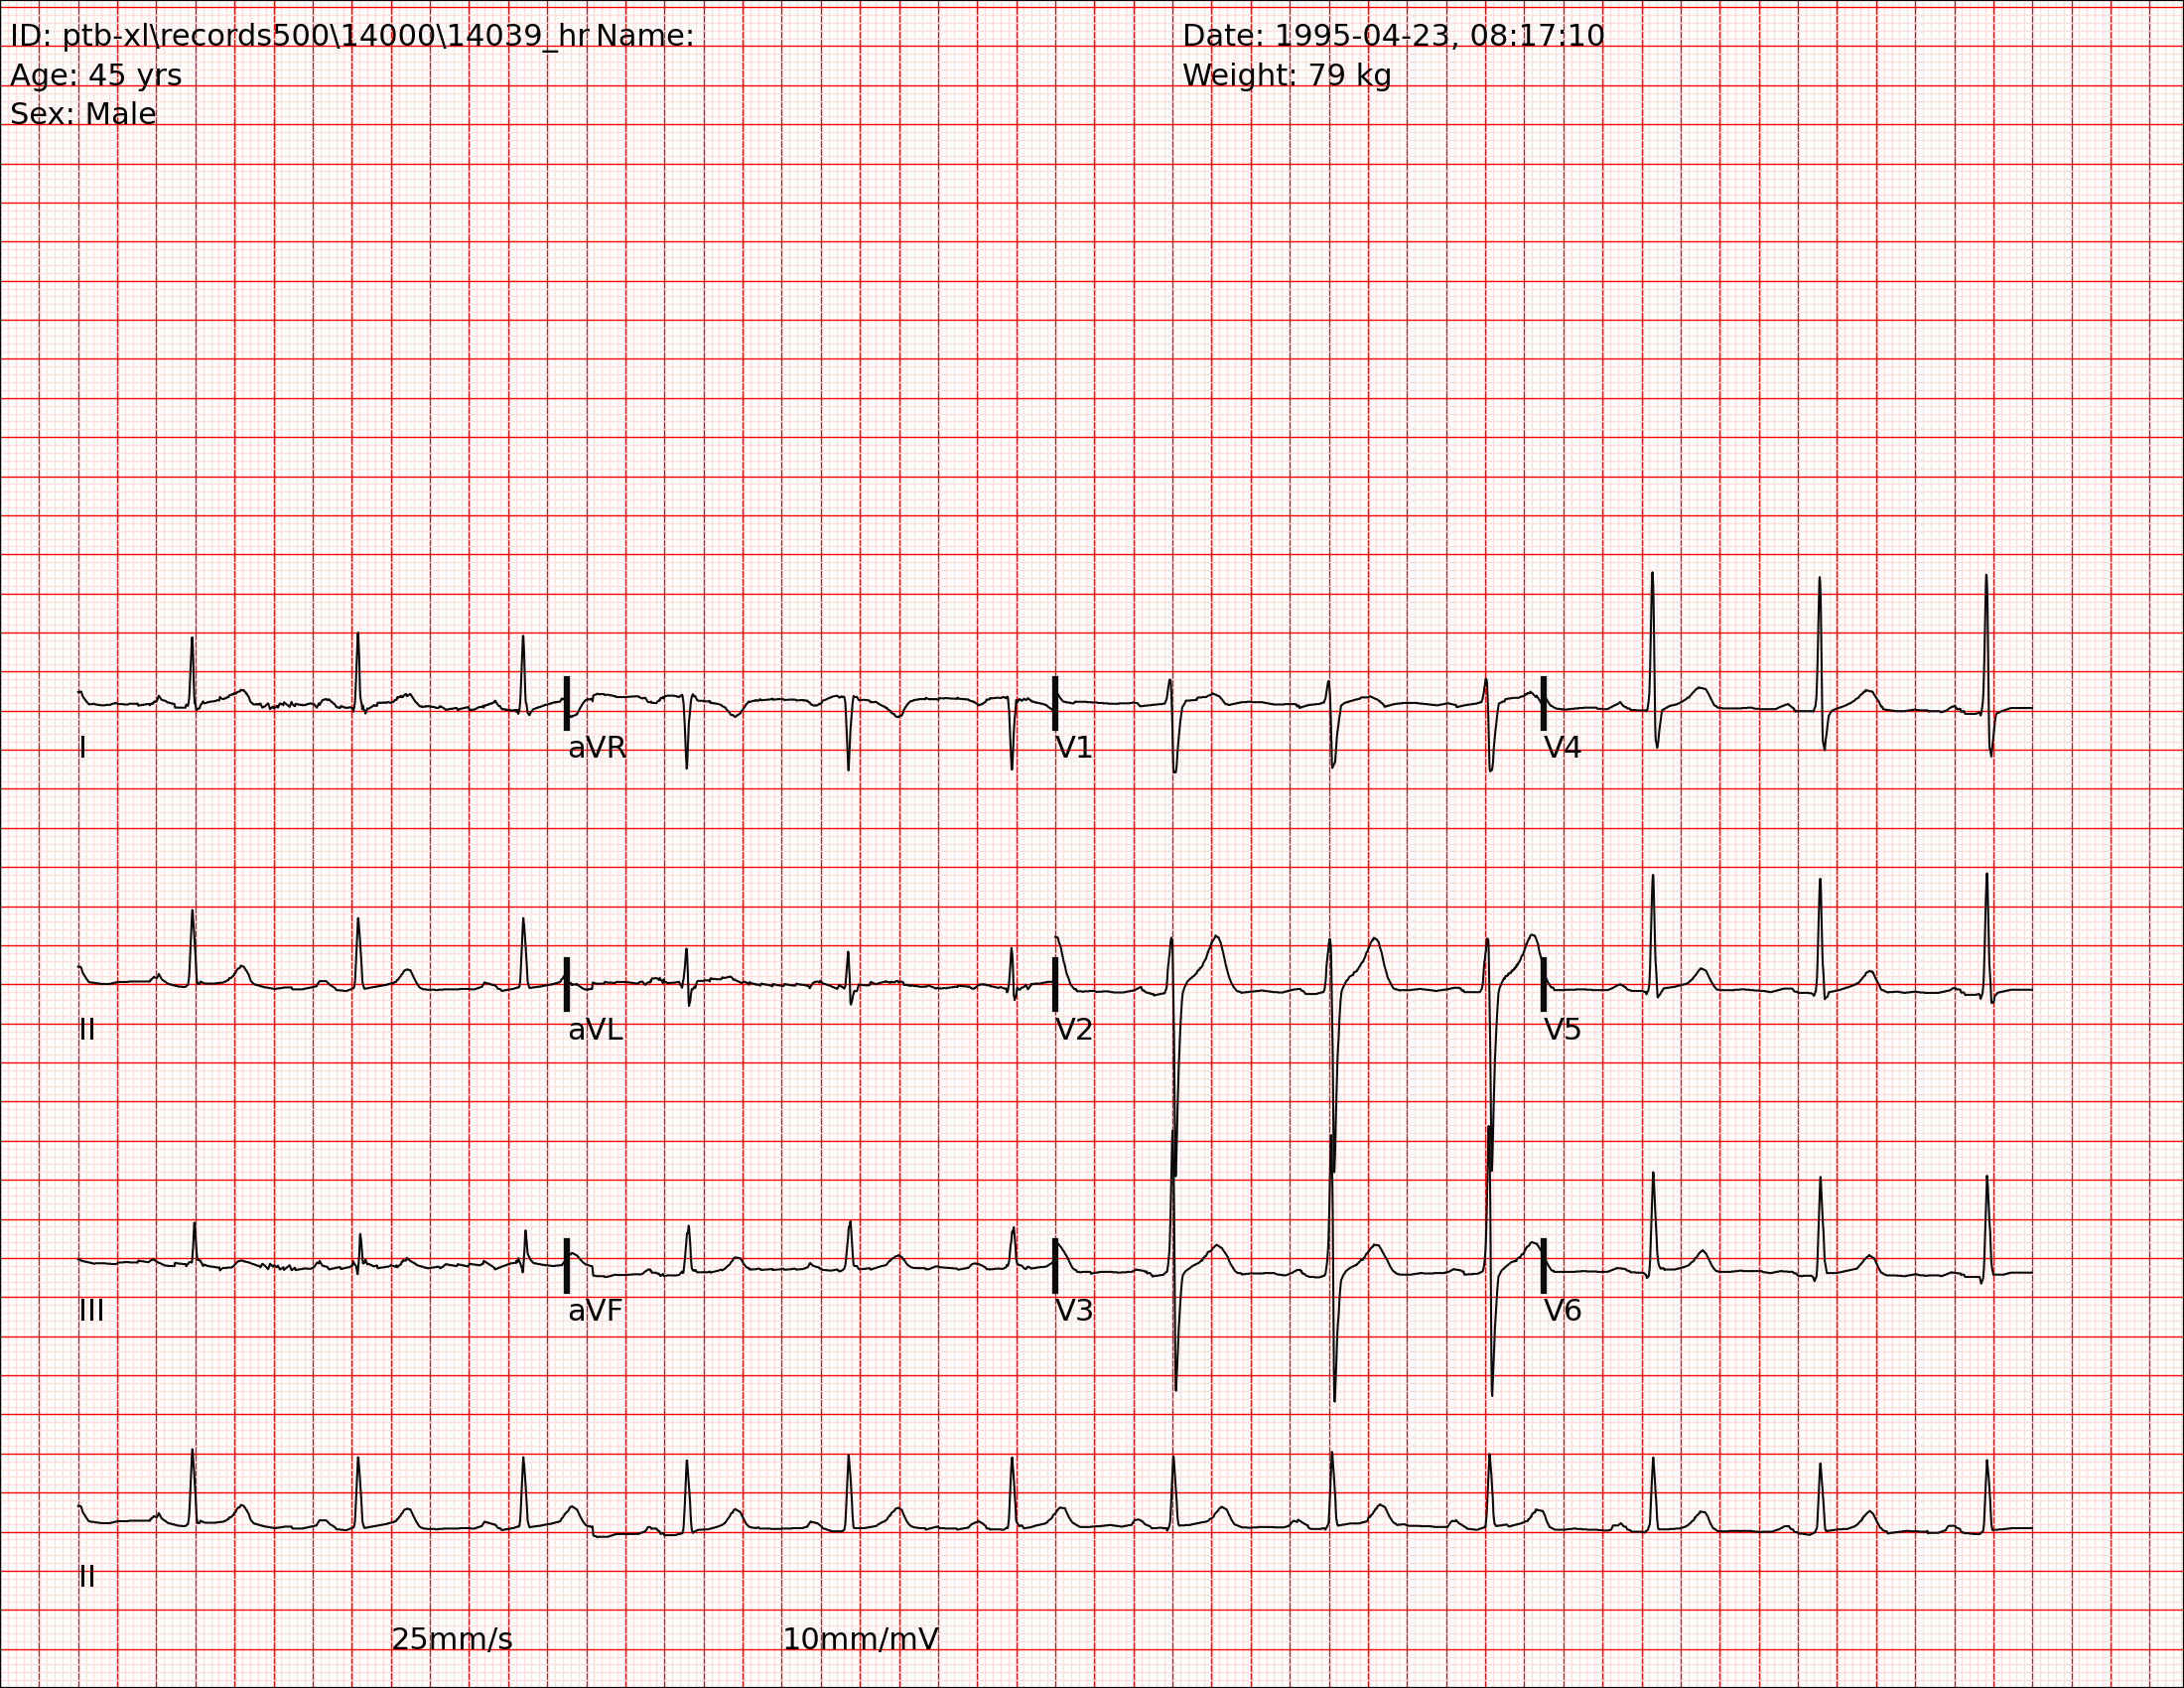 ID: ptb-xl\records500\14000\14039_hr Name:
Date: 1995-04-23, 08:17:10
Age: 45 yrs
Weight: 79 kg
Sex: Male
I
aVR
V1
V4
II
aVL
V2
V5
III
aVF
V3
V6
II
25mm/s
10mm/mV